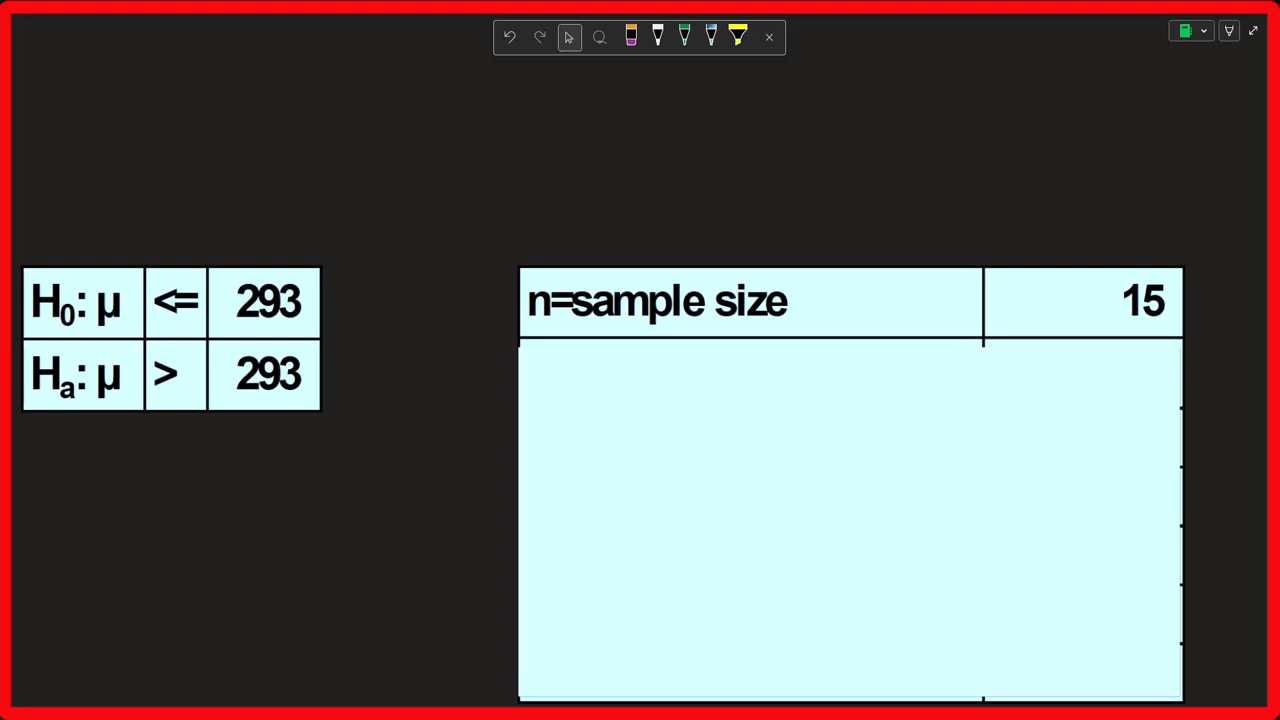 H₀: μ <= 293
Hₐ: μ > 293
n=sample size 15